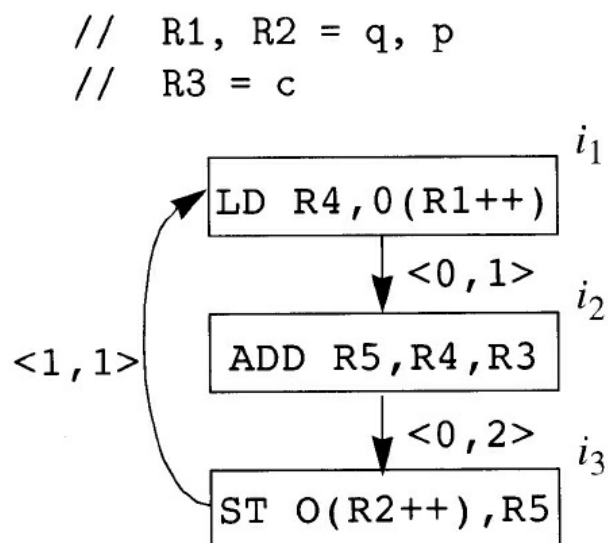 // R1, R2 = q, p
// R3 = c
i1
LD R4,0(R1++)
<0,1>
i2
ADD R5,R4,R3
<1,1>
<0,2>
i3
ST O(R2++),R5